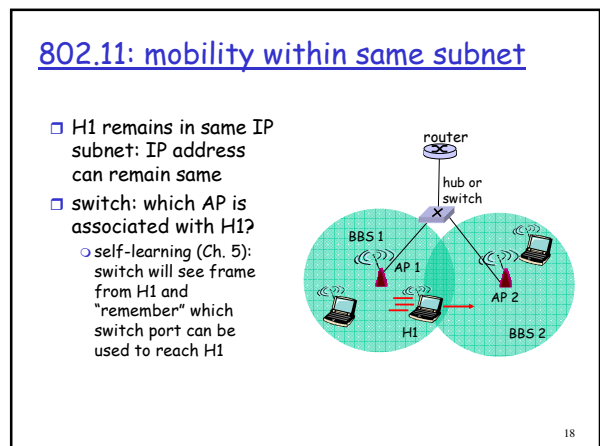 802.11: mobility within same subnet
H1 remains in same IP
subnet: IP address
can remain same
switch: which AP is
associated with H1?
self-learning (Ch. 5):
switch will see frame
from H1 and
“remember” which
switch port can be
used to reach H1
router
hub or
switch
BBS 1
AP 1
AP 2
H1
BBS 2
18